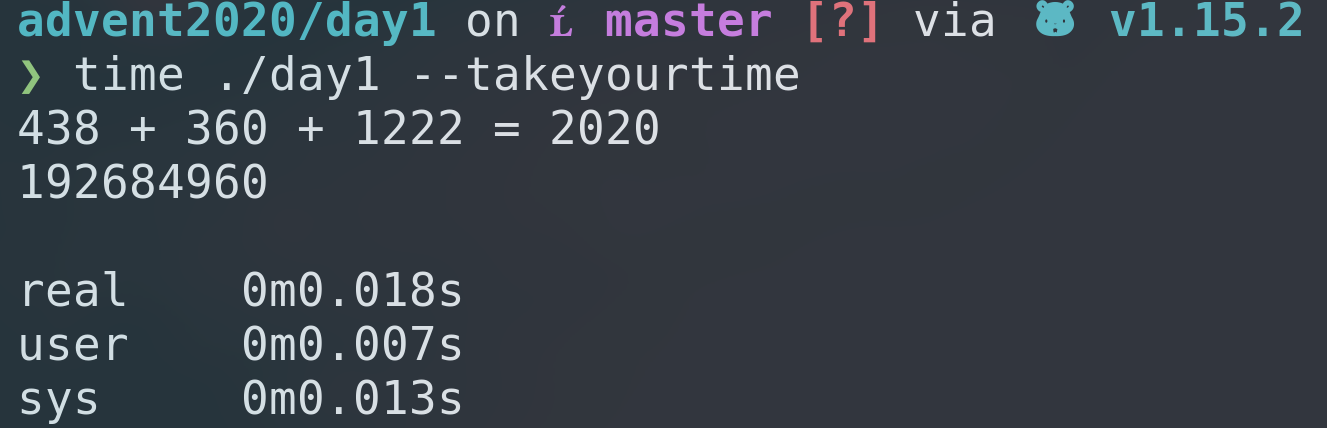 advent2020/day1 on ŕ master [?] via 🐹 v1.15.2
❯ time ./day1 --takeyourtime
438 + 360 + 1222 = 2020
192684960
real 0m0.018s
user 0m0.007s
sys 0m0.013s